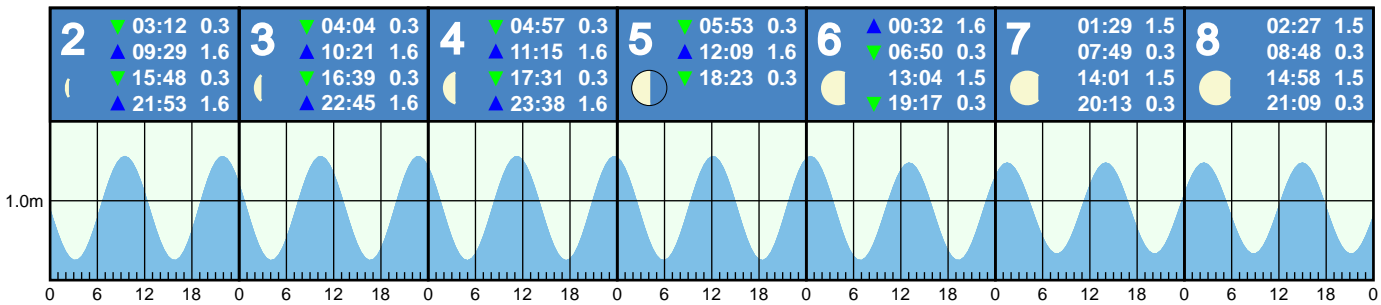 2 ▼ 03:12 0.3
▲ 09:29 1.6
▼ 15:48 0.3
▲ 21:53 1.6
3 ▼ 04:04 0.3
▲ 10:21 1.6
▼ 16:39 0.3
▲ 22:45 1.6
4 ▼ 04:57 0.3
▲ 11:15 1.6
▼ 17:31 0.3
▲ 23:38 1.6
5 ▼ 05:53 0.3
▲ 12:09 1.6
▼ 18:23 0.3
6 ▲ 00:32 1.6
▼ 06:50 0.3
13:04 1.5
▼ 19:17 0.3
7 01:29 1.5
07:49 0.3
14:01 1.5
20:13 0.3
8 02:27 1.5
08:48 0.3
14:58 1.5
21:09 0.3
1.0m
0 6 12 18 0 6 12 18 0 6 12 18 0 6 12 18 0 6 12 18 0 6 12 18 0 6 12 18 0